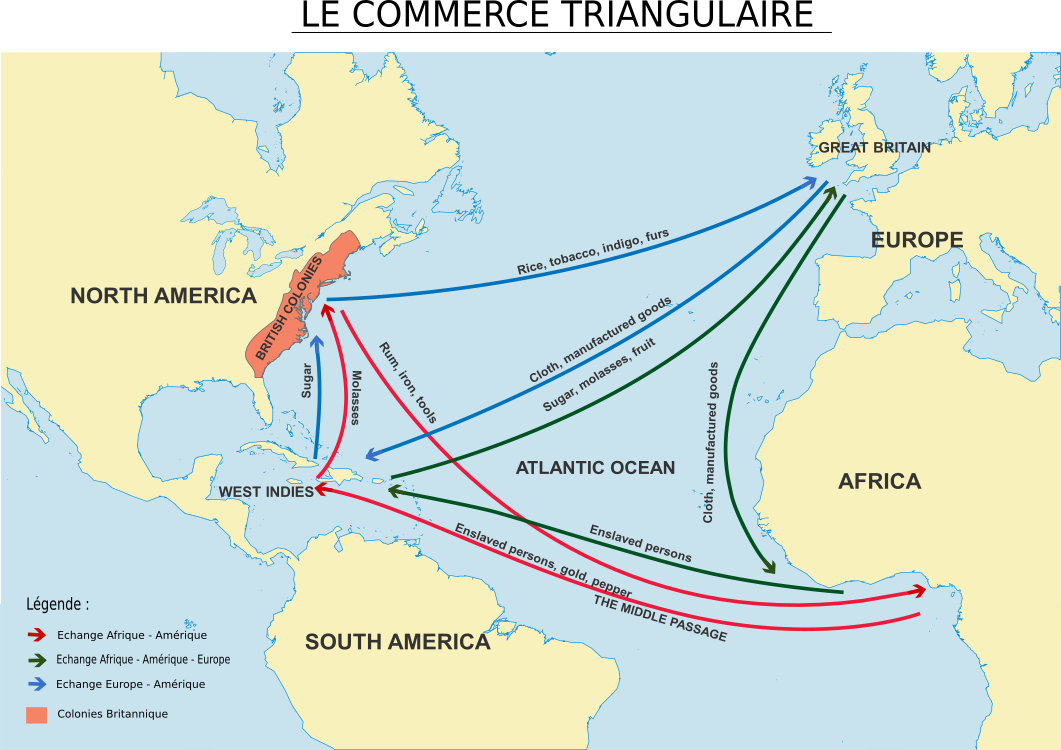 LE COMMERCE TRIANGULAIRE
GREAT BRITAIN
EUROPE
Rice, tobacco, indigo, furs
NORTH AMERICA
BRITISH COLONIES
Cloth, manufactured goods
Sugar, molasses, fruit
Rum, iron, tools
Sugar
Molasses
Cloth, manufactured goods
ATLANTIC OCEAN
AFRICA
WEST INDIES
Enslaved persons
Enslaved persons, gold, pepper
THE MIDDLE PASSAGE
SOUTH AMERICA
Légende :
Echange Afrique - Amérique
Echange Afrique - Amérique - Europe
Echange Europe - Amérique
Colonies Britannique